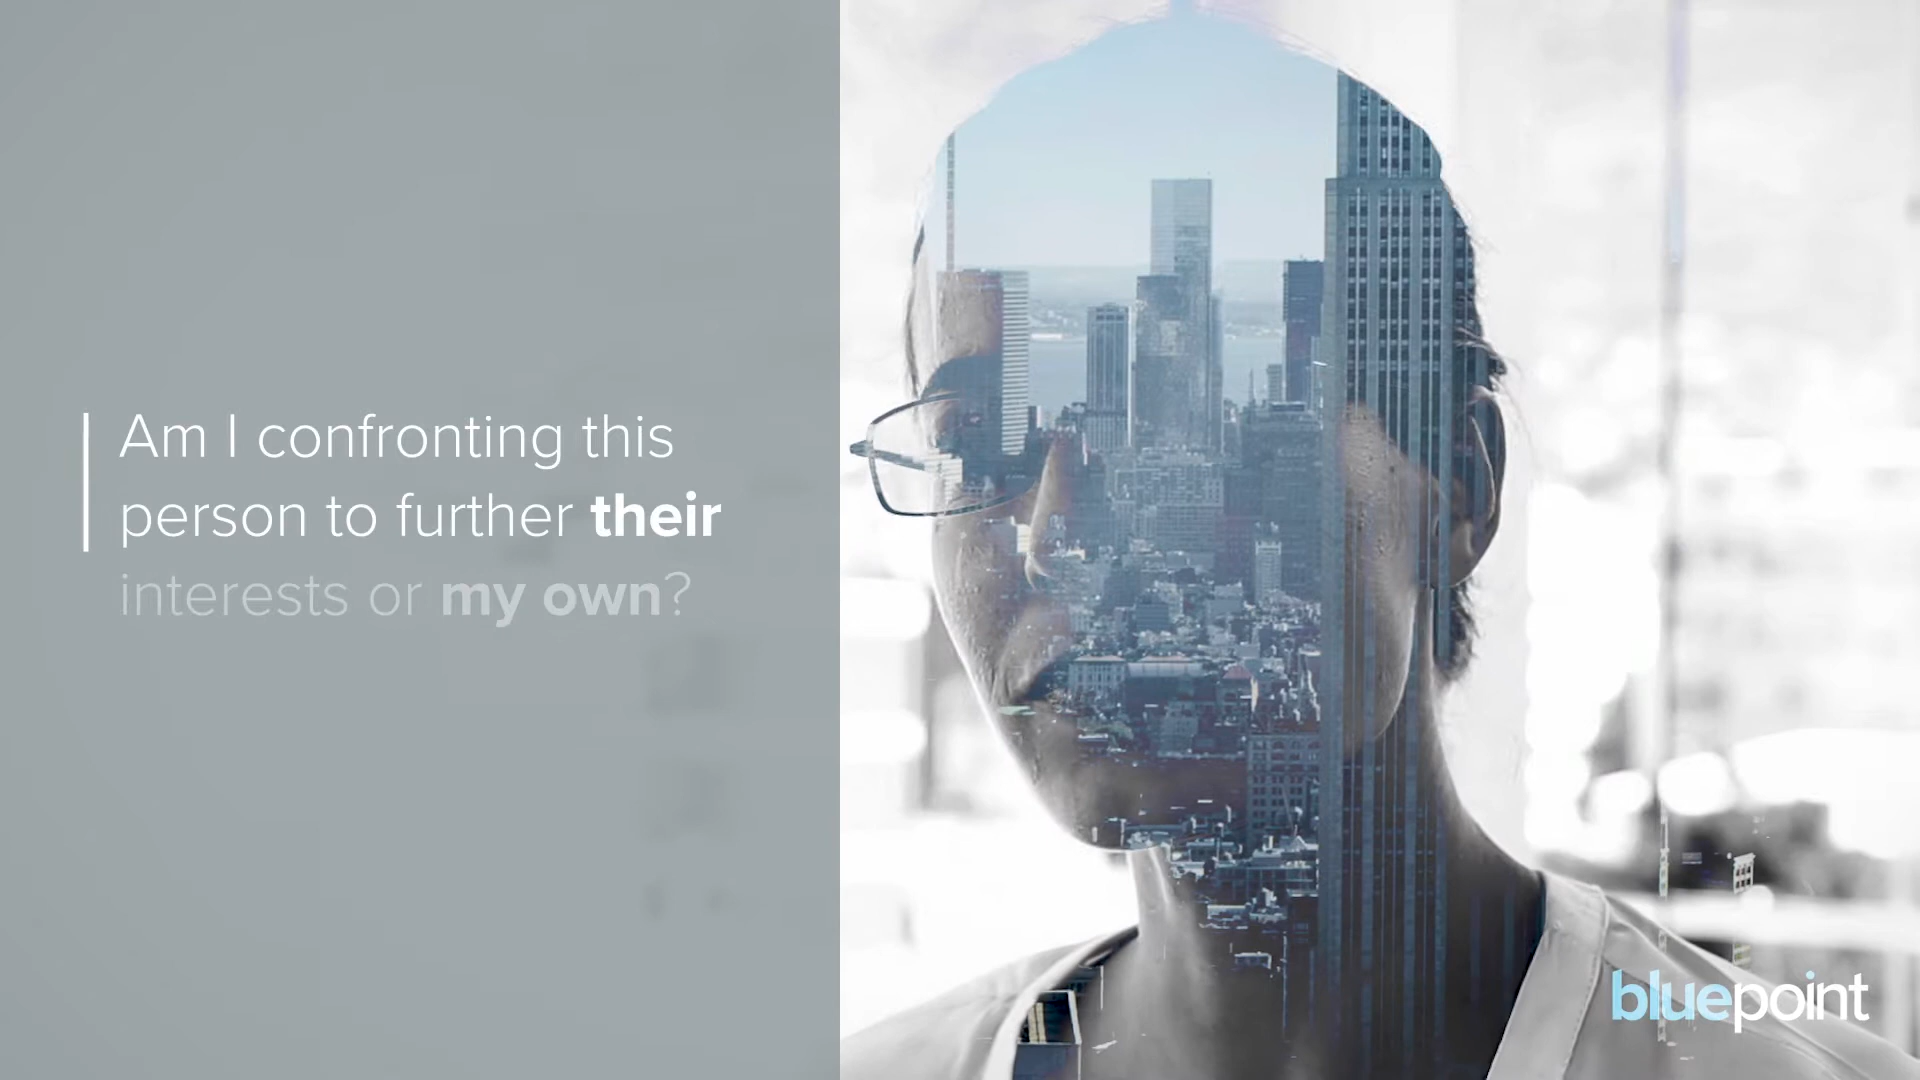 Am I confronting this
person to further their
interests or my own?
bluepoint